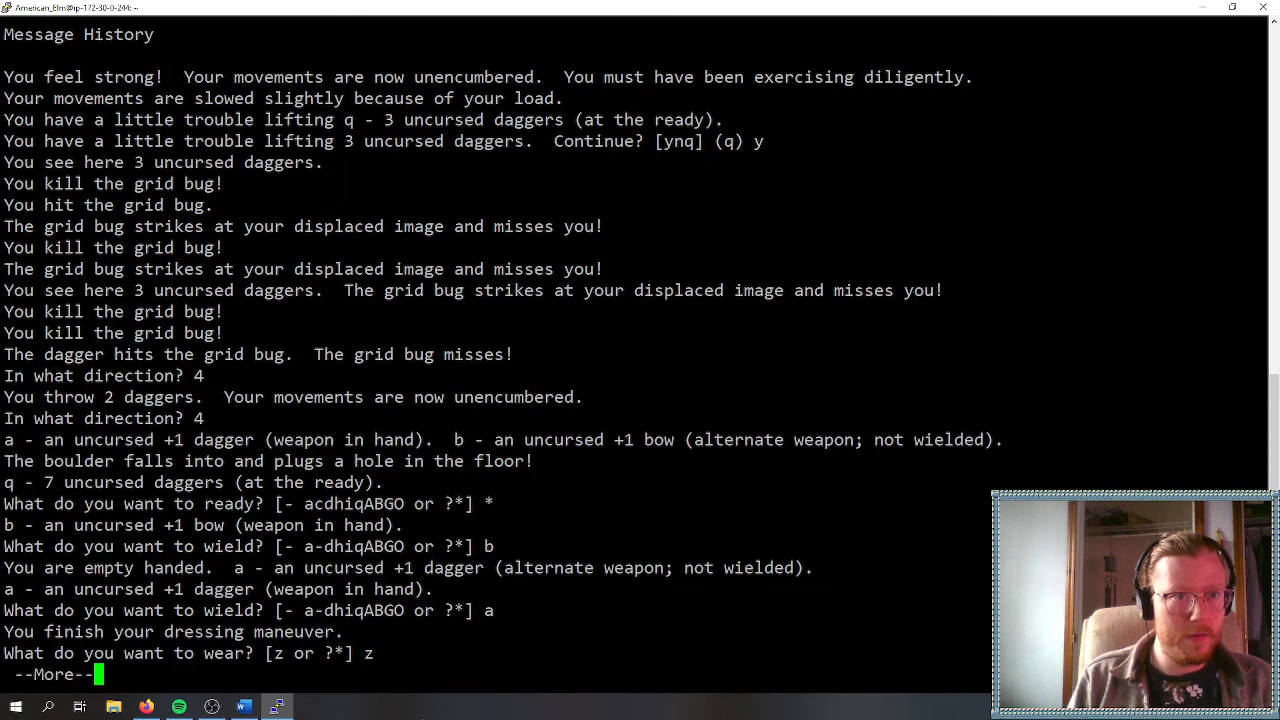 American_Elm@ip-172-30-0-244: ~
Message History
You feel strong!  Your movements are now unencumbered.  You must have been exercising diligently.
Your movements are slowed slightly because of your load.
You have a little trouble lifting q - 3 uncursed daggers (at the ready).
You have a little trouble lifting 3 uncursed daggers.  Continue? [ynq] (q) y
You see here 3 uncursed daggers.
You kill the grid bug!
You hit the grid bug.
The grid bug strikes at your displaced image and misses you!
You kill the grid bug!
The grid bug strikes at your displaced image and misses you!
You see here 3 uncursed daggers.  The grid bug strikes at your displaced image and misses you!
You kill the grid bug!
You kill the grid bug!
The dagger hits the grid bug.  The grid bug misses!
In what direction? 4
You throw 2 daggers.  Your movements are now unencumbered.
In what direction? 4
a - an uncursed +1 dagger (weapon in hand).  b - an uncursed +1 bow (alternate weapon; not wielded).
The boulder falls into and plugs a hole in the floor!
q - 7 uncursed daggers (at the ready).
What do you want to ready? [- acdhiqABGO or ?*] *
b - an uncursed +1 bow (weapon in hand).
What do you want to wield? [- a-dhiqABGO or ?*] b
You are empty handed.  a - an uncursed +1 dagger (alternate weapon; not wielded).
a - an uncursed +1 dagger (weapon in hand).
What do you want to wield? [- a-dhiqABGO or ?*] a
You finish your dressing maneuver.
What do you want to wear? [z or ?*] z
--More--